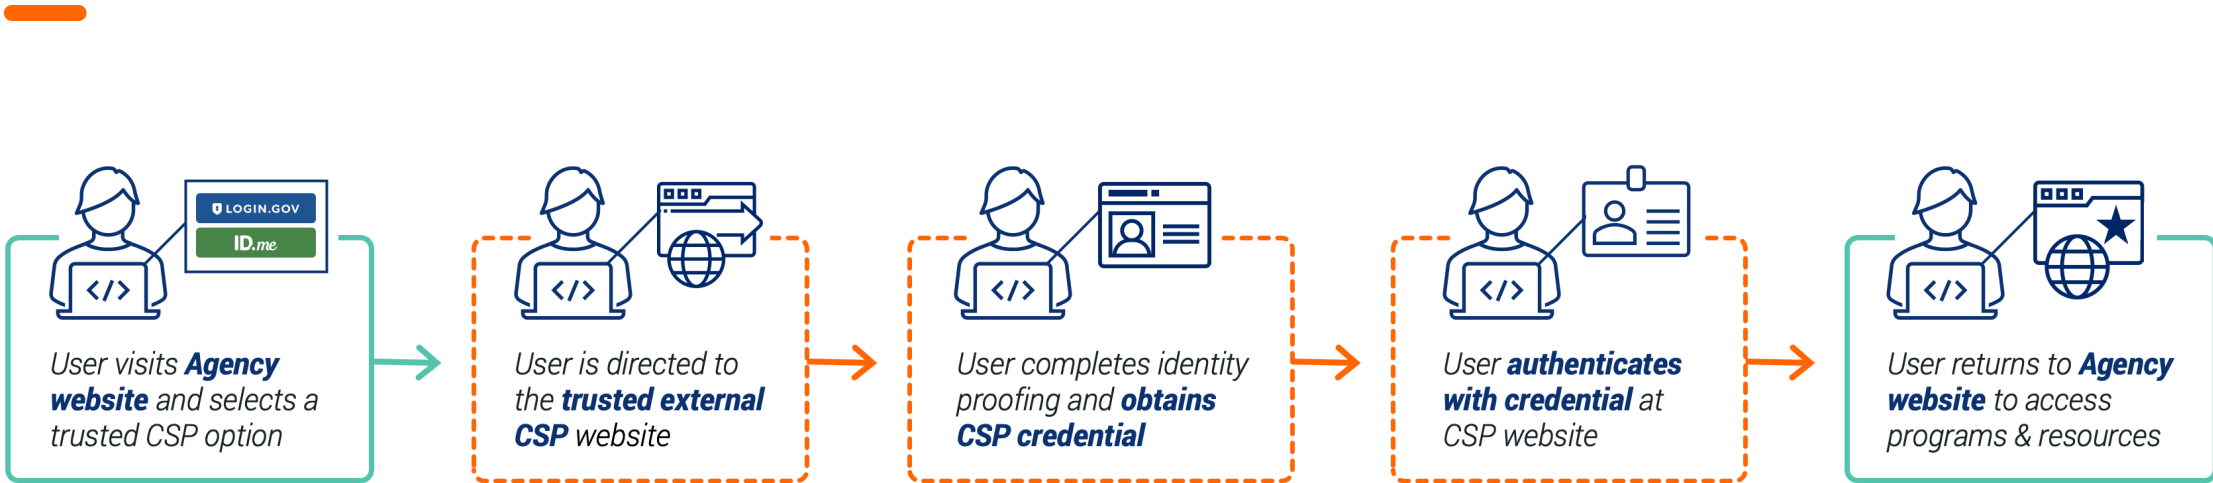 LOGIN.GOV
ID.me
</>
User visits Agency
website and selects a
trusted CSP option
</>
User is directed to
the trusted external
CSP website
</>
User completes identity
proofing and obtains
CSP credential
</>
User authenticates
with credential at
CSP website
</>
User returns to Agency
website to access
programs & resources